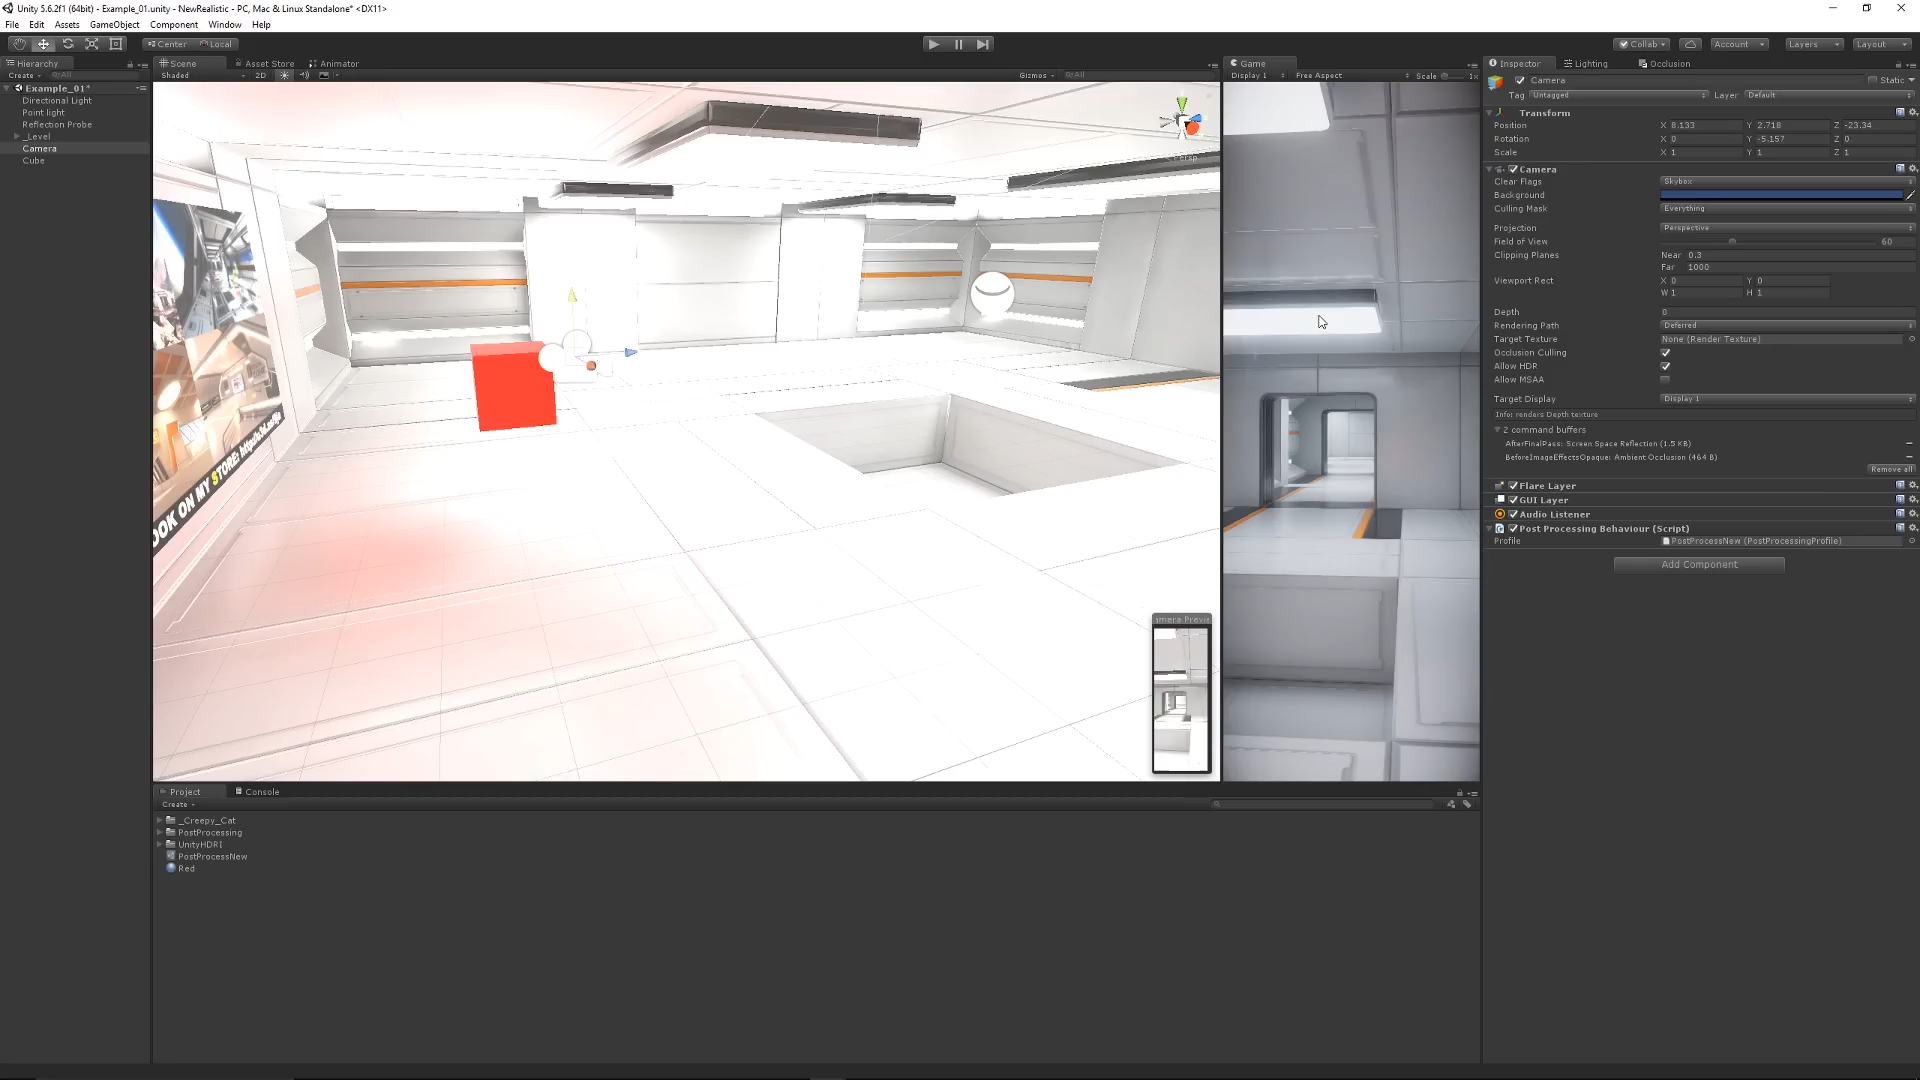 Unity 5.6.2f1 (64bit) - Example_01.unity - NewRealistic - PC, Mac & Linux Standalone* <DX11>
File Edit Assets GameObject Component Window Help
Center Local
Collab Account Layers Layout
Hierarchy
Create All
Example_01*
Directional Light
Point light
Reflection Probe
_Level
Camera
Cube
Scene Asset Store Animator
Shaded 2D Gizmos All
Persp
OOK ON MY STORE:
Game
Display 1 Free Aspect Scale 1x
Inspector Lighting Occlusion
Camera Static
Tag Untagged Layer Default
Transform
Position X 8.133 Y 2.718 Z -23.34
Rotation X 0 Y -5.157 Z 0
Scale X 1 Y 1 Z 1
Camera
Clear Flags Skybox
Background
Culling Mask Everything
Projection Perspective
Field of View 60
Clipping Planes Near 0.3
Far 1000
Viewport Rect X 0 Y 0
W 1 H 1
Depth 0
Rendering Path Deferred
Target Texture None (Render Texture)
Occlusion Culling
Allow HDR
Allow MSAA
Target Display Display 1
Info: renders Depth texture
2 command buffers
AfterFinalPass: Screen Space Reflection (1.5 KB)
BeforeImageEffectsOpaque: Ambient Occlusion (464 B)
Remove all
Flare Layer
GUI Layer
Audio Listener
Post Processing Behaviour (Script)
Profile PostProcessNew (PostProcessingProfile)
Add Component
amera Previe
Project Console
Create
_Creepy_Cat
PostProcessing
UnityHDRI
PostProcessNew
Red